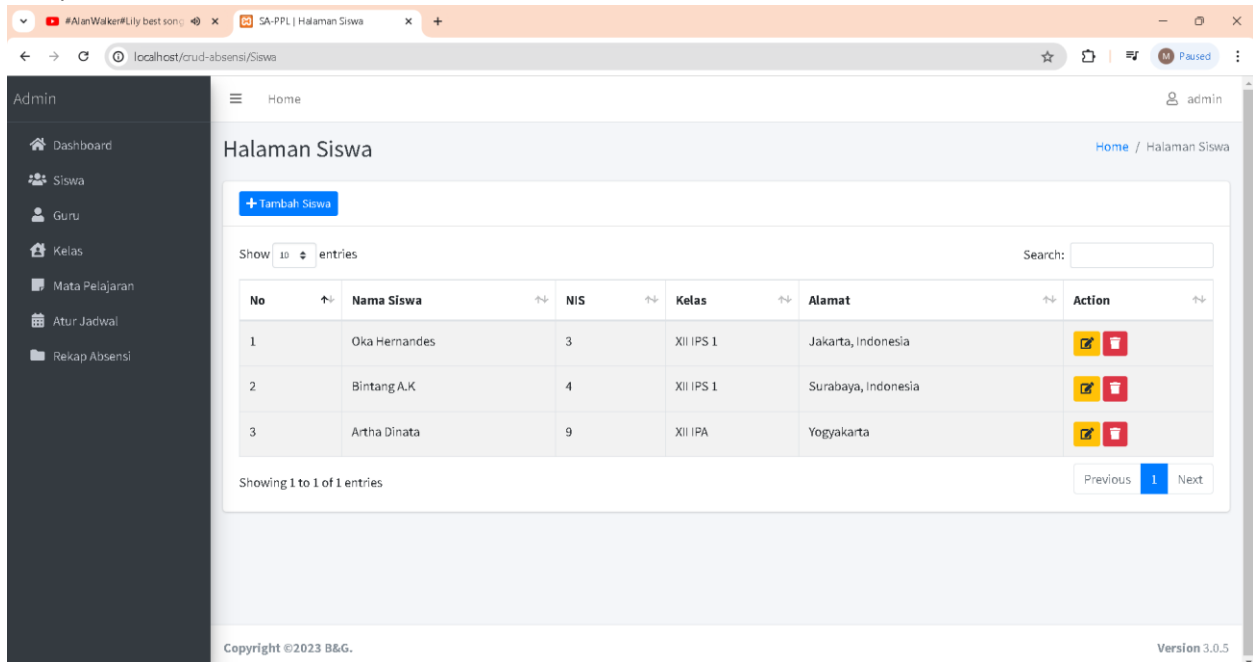 #AlanWalker#Lily best song
SA-PPL | Halaman Siswa
localhost/crud-absensi/Siswa
M Paused
Admin
Home
admin
Dashboard
Siswa
Guru
Kelas
Mata Pelajaran
Atur Jadwal
Rekap Absensi
Halaman Siswa
Home / Halaman Siswa
Tambah Siswa
Show 10 entries
Search:
No Nama Siswa NIS Kelas Alamat Action
1 Oka Hernandes 3 XII IPS 1 Jakarta, Indonesia
2 Bintang A.K 4 XII IPS 1 Surabaya, Indonesia
3 Artha Dinata 9 XII IPA Yogyakarta
Showing 1 to 1 of 1 entries
Previous 1 Next
Copyright ©2023 B&G.
Version 3.0.5